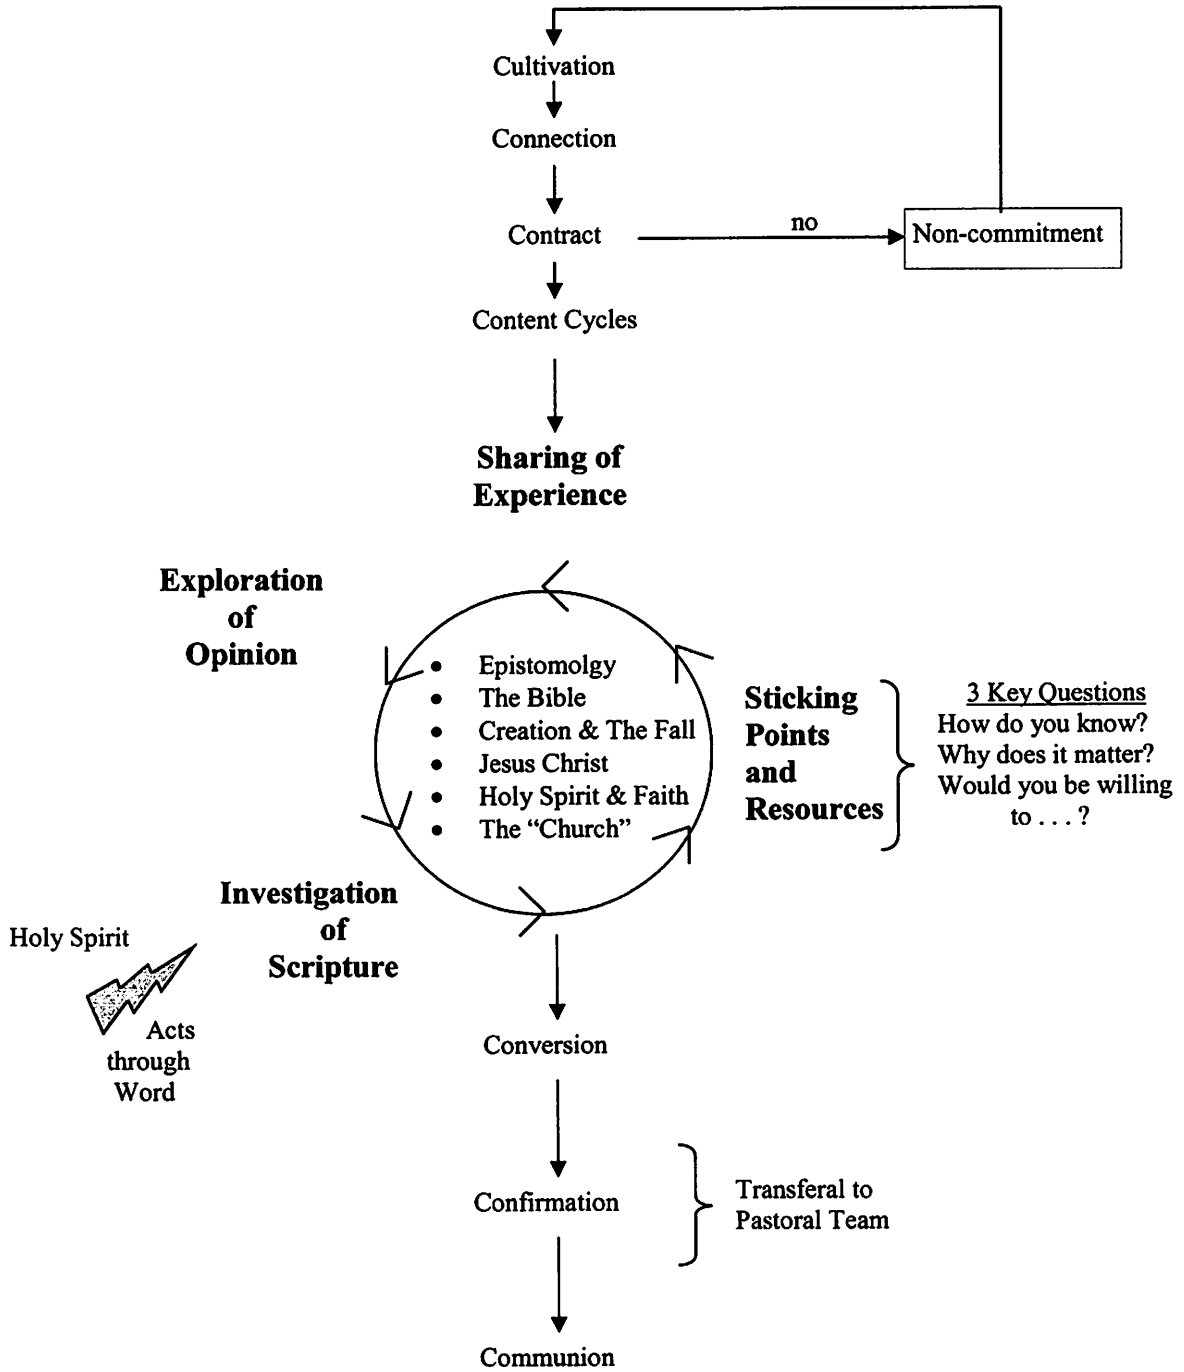 Cultivation
Connection
Contract
no
Non-commitment
Content Cycles
Sharing of
Experience
Exploration
of
Opinion
• Epistomolgy
• The Bible
• Creation & The Fall
• Jesus Christ
• Holy Spirit & Faith
• The “Church”
Sticking
Points
and
Resources
3 Key Questions
How do you know?
Why does it matter?
Would you be willing
to . . . ?
Investigation
of
Scripture
Holy Spirit
Acts
through
Word
Conversion
Confirmation
Transferal to
Pastoral Team
Communion